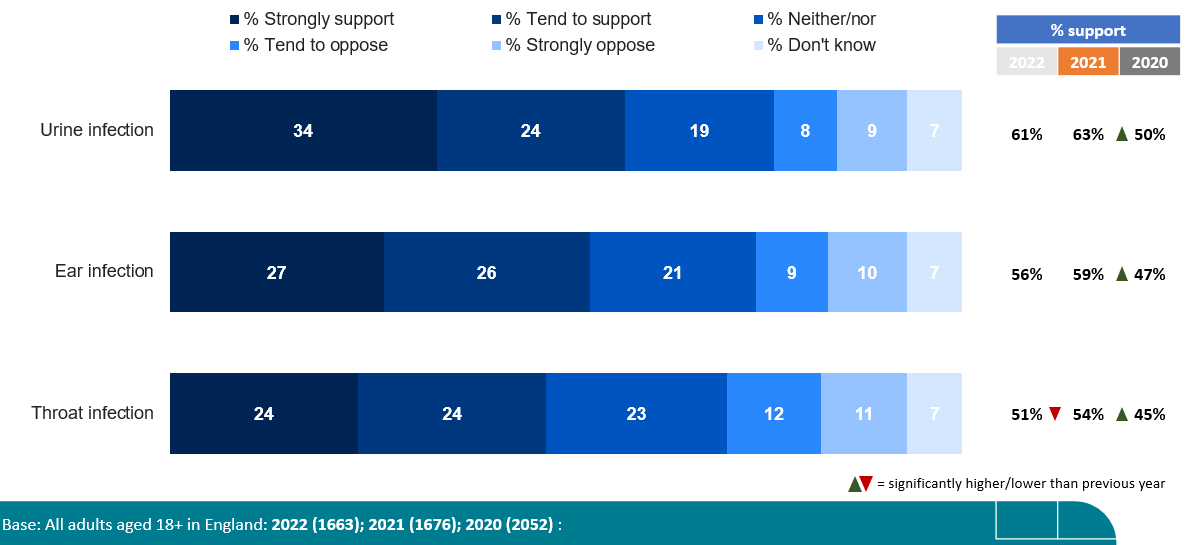 % Strongly support % Tend to support % Neither/nor
% Tend to oppose % Strongly oppose % Don't know
% support
2022 2021 2020
Urine infection 34 24 19 8 9 7 61% 63% 50%
Ear infection 27 26 21 9 10 7 56% 59% 47%
Throat infection 24 24 23 12 11 7 51% 54% 45%
= significantly higher/lower than previous year
Base: All adults aged 18+ in England: 2022 (1663); 2021 (1676); 2020 (2052) :